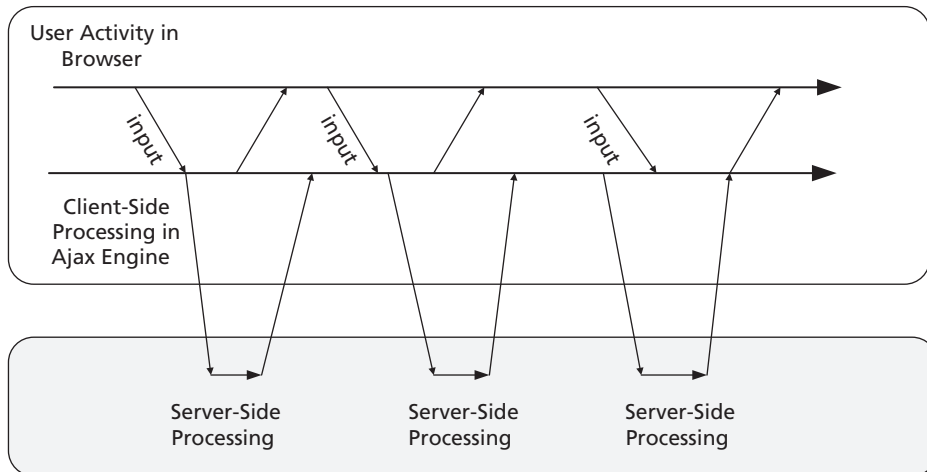 User Activity in
Browser
input
input
input
Client-Side
Processing in
Ajax Engine
Server-Side
Processing
Server-Side
Processing
Server-Side
Processing